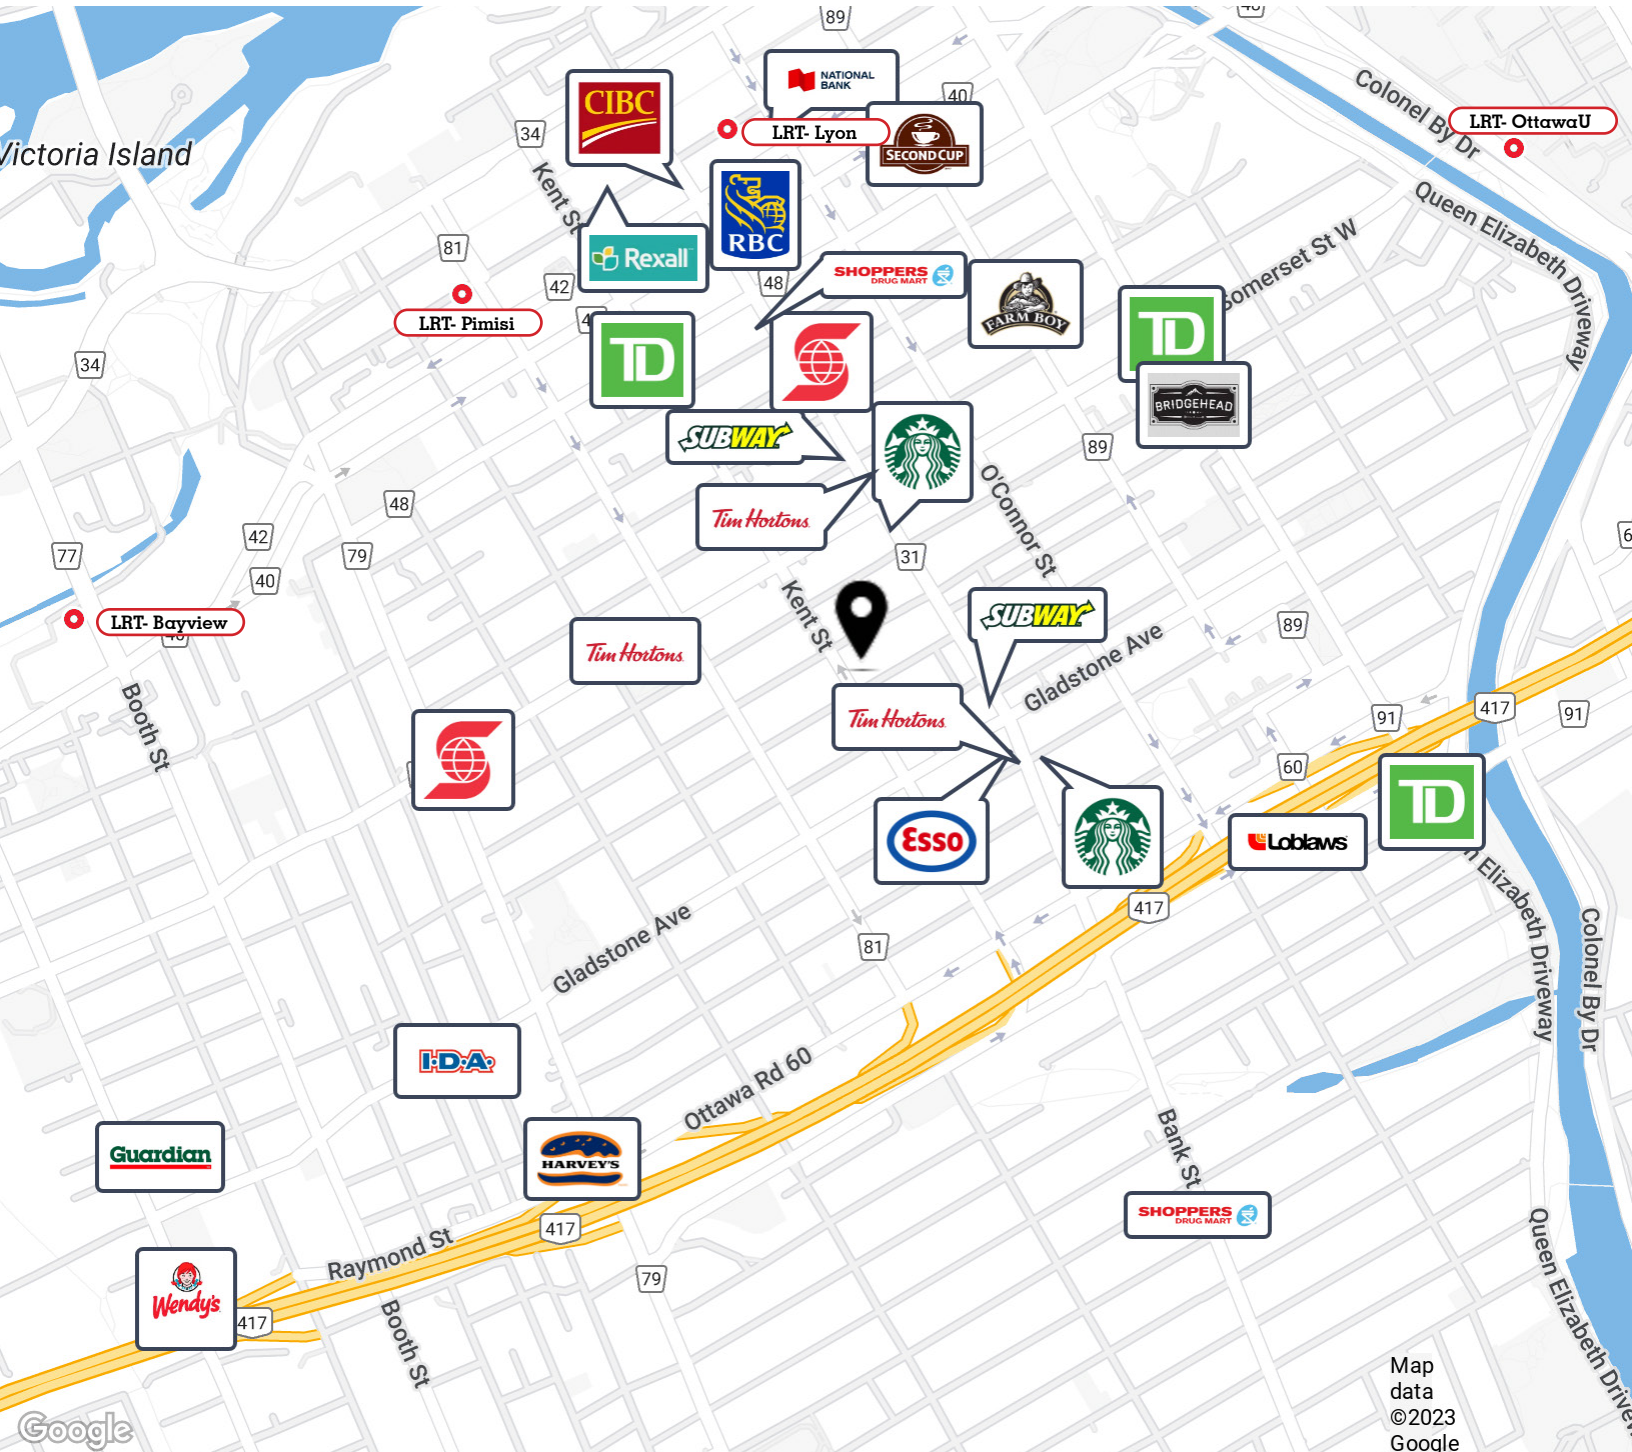 89
40
NATIONAL
BANK
CIBC
40
Colonel By Dr
LRT- OttawaU
LRT- Lyon
34
SECOND CUP
Victoria Island
Kent St
Queen Elizabeth Driveway
RBC
81
Rexall
Somerset St W
SHOPPERS
DRUG MART
42
48
LRT- Pimisi
FARM BOY
TD
TD
34
BRIDGEHEAD
SUBWAY
89
O'Connor St
48
Tim Hortons
42
77
79
31
40
Kent St
SUBWAY
LRT- Bayview
89
Gladstone Ave
Tim Hortons
Booth St
Tim Hortons
417
91
91
60
TD
Esso
Loblaws
Queen Elizabeth Driveway
417
Colonel By Dr
Gladstone Ave
81
I·D·A·
Ottawa Rd 60
Bank St
Guardian
HARVEY'S
SHOPPERS
DRUG MART
417
Raymond St
Queen Elizabeth Driveway
79
Wendy's
417
Booth St
Map
data
©2023
Google
Google